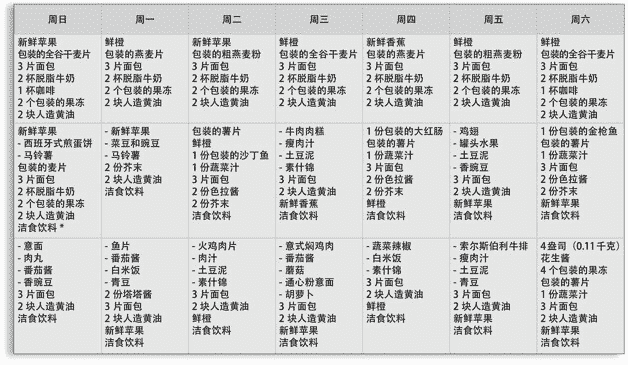 周日
周一
周二
周三
周四
周五
周六
新鲜苹果
包装的全谷干麦片
3 片面包
2 杯脱脂牛奶
1 杯咖啡
2 个包装的果冻
2 块人造黄油
鲜橙
包装的燕麦片
3 片面包
2 杯脱脂牛奶
2 个包装的果冻
2 块人造黄油
新鲜苹果
包装的粗燕麦粉
3 片面包
2 杯脱脂牛奶
2 个包装的果冻
2 块人造黄油
鲜橙
包装的全谷干麦片
3 片面包
2 杯脱脂牛奶
2 个包装的果冻
2 块人造黄油
新鲜香蕉
包装的燕麦片
3 片面包
2 杯脱脂牛奶
2 个包装的果冻
2 块人造黄油
鲜橙
包装的粗燕麦粉
3 片面包
2 杯脱脂牛奶
2 个包装的果冻
2 块人造黄油
鲜橙
包装的全谷干麦片
3 片面包
2 杯脱脂牛奶
1 杯咖啡
2 个包装的果冻
2 块人造黄油
新鲜苹果
- 西班牙式煎蛋饼
- 马铃薯
包装的麦片
3 片面包
2 杯脱脂牛奶
2 个包装的果冻
2 块人造黄油
洁食饮料 *
- 新鲜苹果
- 菜豆和豌豆
- 马铃薯
2 份芥末
2 块人造黄油
洁食饮料
包装的薯片
鲜橙
1 份包装的沙丁鱼
1 份蔬菜汁
3 片面包
2 份色拉酱
2 份芥末
洁食饮料
- 牛肉肉糕
- 瘦肉汁
- 土豆泥
- 素什锦
3 片面包
2 块人造黄油
新鲜香蕉
洁食饮料
1 份包装的大红肠
包装的薯片
1 份蔬菜汁
3 片面包
2 份色拉酱
2 份芥末
鲜橙
洁食饮料
- 鸡翅
- 罐头水果
- 土豆泥
- 香豌豆
3 片面包
2 块人造黄油
新鲜苹果
洁食饮料
1 份包装的金枪鱼
包装的薯片
1 份蔬菜汁
3 片面包
2 份色拉酱
2 份芥末
新鲜苹果
洁食饮料
- 意面
- 肉丸
- 番茄酱
- 香豌豆
3 片面包
2 块人造黄油
洁食饮料
- 鱼片
- 番茄酱
- 白米饭
- 青豆
2 份塔塔酱
3 片面包
2 块人造黄油
新鲜苹果
洁食饮料
- 火鸡肉片
- 肉汁
- 土豆泥
- 素什锦
3 片面包
2 块人造黄油
鲜橙
洁食饮料
- 意式焖鸡肉
- 番茄酱
- 蘑菇
- 通心粉意面
- 胡萝卜
3 片面包
2 块人造黄油
新鲜苹果
洁食饮料
- 蔬菜辣椒
- 白米饭
- 素什锦
3 片面包
2 块人造黄油
鲜橙
洁食饮料
- 索尔斯伯利牛排
- 瘦肉汁
- 土豆泥
- 青豆
3 片面包
2 块人造黄油
新鲜苹果
洁食饮料
4 盎司（0.11千克）
花生酱
4 个包装的果冻
包装的薯片
1 份蔬菜汁
3 片面包
2 块人造黄油
新鲜苹果
洁食饮料